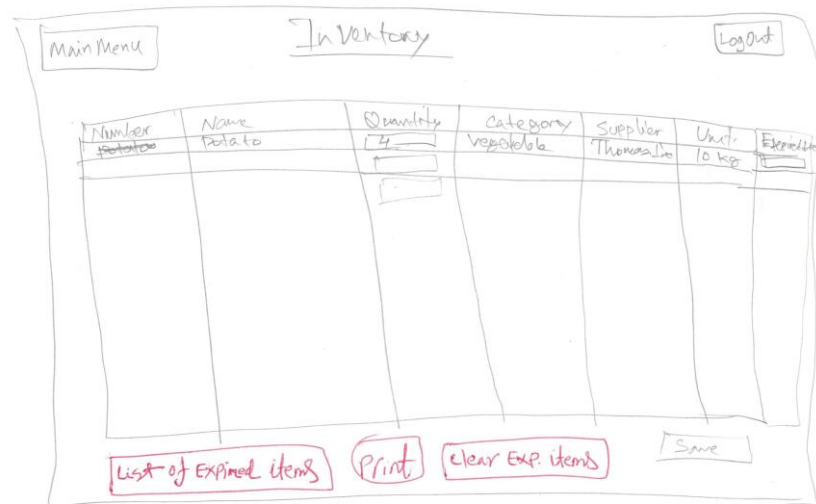 Main Menu
Inventory
Log Out
Number Name Quantity Category Supplier Unit
Potato 4 vegetable 10 kg
List of Expired items
Print
Clear Exp. items
Save